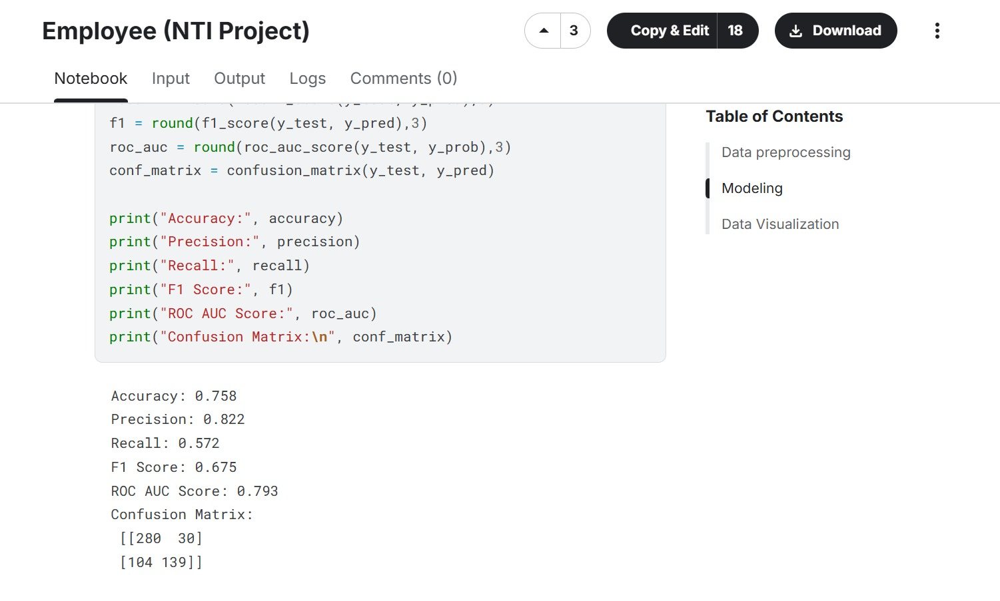 Employee (NTI Project)
3
Copy & Edit 18
Download
Notebook Input Output Logs Comments (0)
f1 = round(f1_score(y_test, y_pred),3)
roc_auc = round(roc_auc_score(y_test, y_prob),3)
conf_matrix = confusion_matrix(y_test, y_pred)
print("Accuracy:", accuracy)
print("Precision:", precision)
print("Recall:", recall)
print("F1 Score:", f1)
print("ROC AUC Score:", roc_auc)
print("Confusion Matrix:\n", conf_matrix)
Accuracy: 0.758
Precision: 0.822
Recall: 0.572
F1 Score: 0.675
ROC AUC Score: 0.793
Confusion Matrix:
[[280  30]
[104 139]]
Table of Contents
Data preprocessing
Modeling
Data Visualization